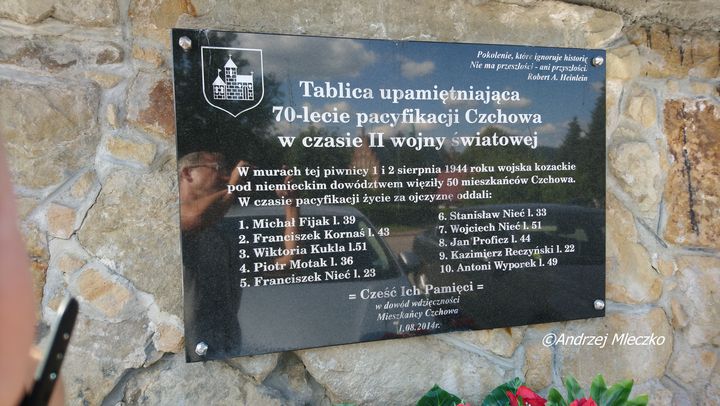 Pokolenie, które ignoruje historię
Nie ma przeszłości - ani przyszłości.
Robert A. Heinlein
Tablica upamiętniająca
70-lecie pacyfikacji Czchowa
w czasie II wojny światowej
W murach tej piwnicy 1 i 2 sierpnia 1944 roku wojska kozackie
pod niemieckim dowództwem więziły 50 mieszkańców Czchowa.
W czasie pacyfikacji życie za ojczyznę oddali:
1. Michał Fijak l. 39
2. Franciszek Kornaś l. 43
3. Wiktoria Kukla l.51
4. Piotr Motak l. 36
5. Franciszek Nieć l. 23
6. Stanisław Nieć l. 33
7. Wojciech Nieć l. 51
8. Jan Proficz l. 44
9. Kazimierz Reczyński l. 22
10. Antoni Wyporek l. 49
= Cześć Ich Pamięci =
w dowód wdzięczności
Mieszkańcy Czchowa
1.08.2014r.
©Andrzej Mleczko